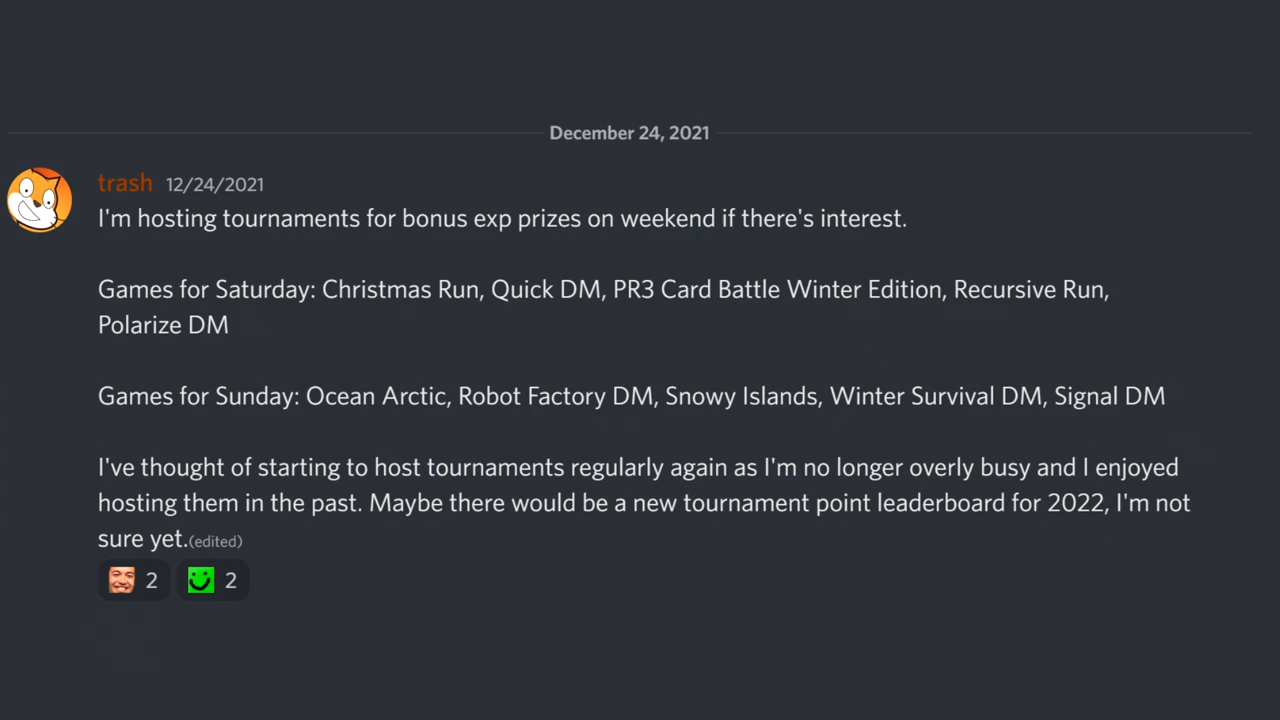 December 24, 2021
trash 12/24/2021
I'm hosting tournaments for bonus exp prizes on weekend if there's interest.
Games for Saturday: Christmas Run, Quick DM, PR3 Card Battle Winter Edition, Recursive Run,
Polarize DM
Games for Sunday: Ocean Arctic, Robot Factory DM, Snowy Islands, Winter Survival DM, Signal DM
I've thought of starting to host tournaments regularly again as I'm no longer overly busy and I enjoyed
hosting them in the past. Maybe there would be a new tournament point leaderboard for 2022, I'm not
sure yet.(edited)
2 2